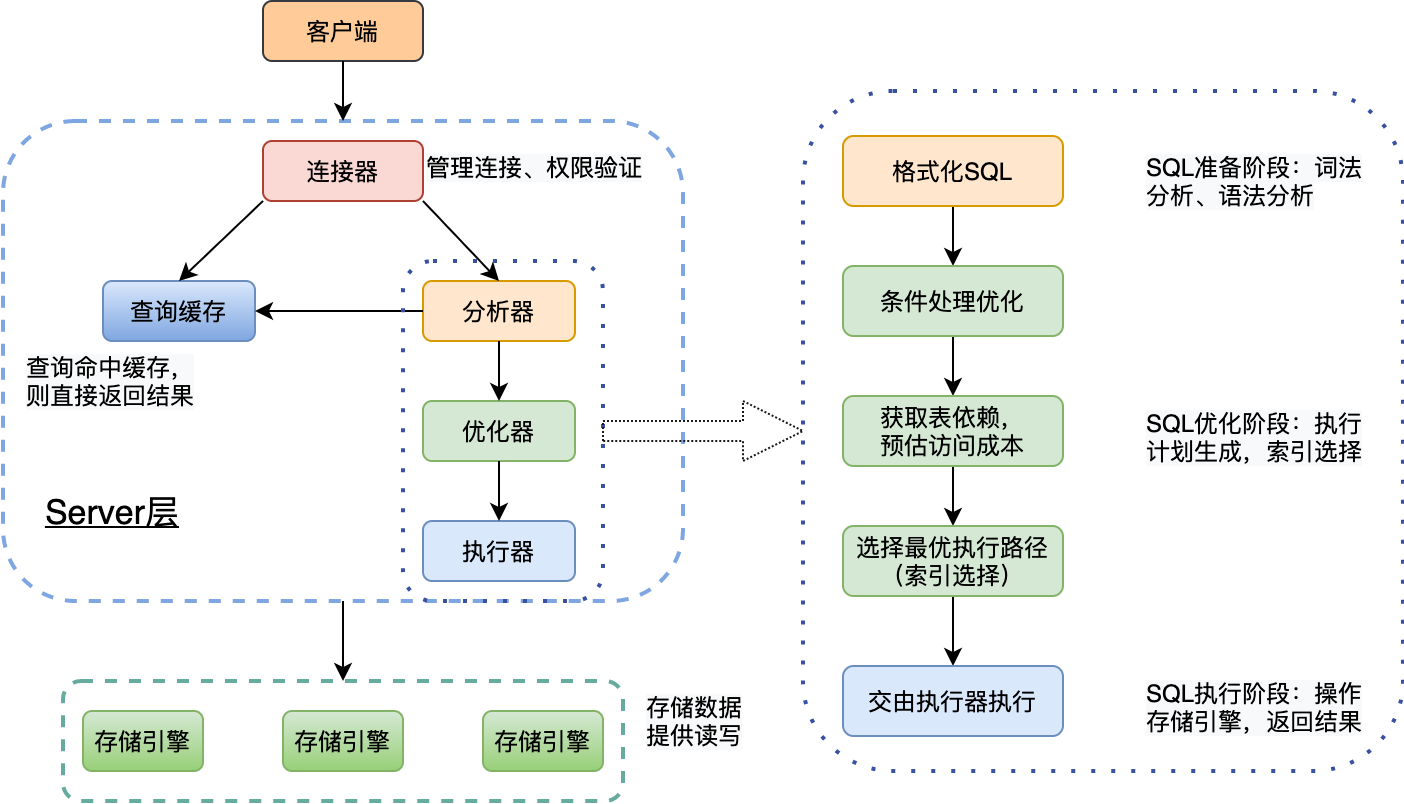 客户端
连接器
管理连接、权限验证
查询缓存
分析器
查询命中缓存，
则直接返回结果
优化器
Server层
执行器
存储引擎
存储引擎
存储引擎
存储数据
提供读写
格式化SQL
SQL准备阶段：词法
分析、语法分析
条件处理优化
获取表依赖，
预估访问成本
SQL优化阶段：执行
计划生成，索引选择
选择最优执行路径
（索引选择）
交由执行器执行
SQL执行阶段：操作
存储引擎，返回结果